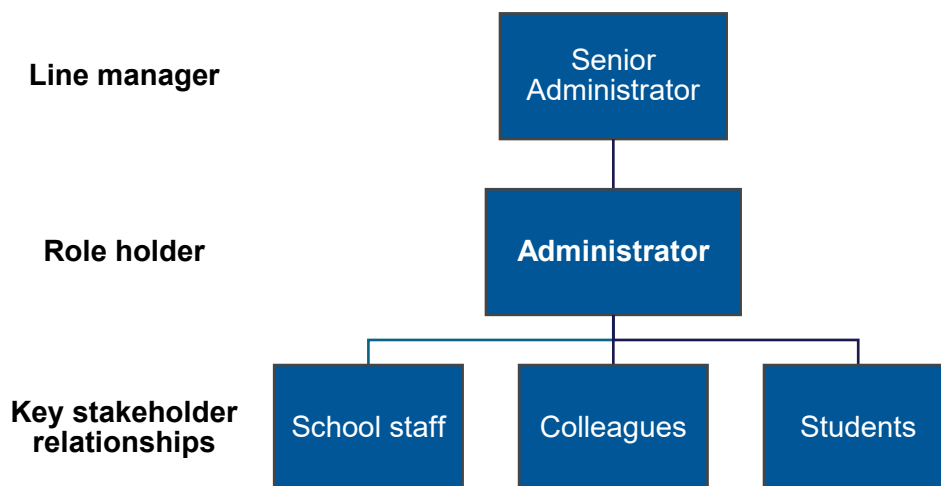 Line manager
Senior
Administrator
Role holder
Administrator
Key stakeholder
relationships
School staff
Colleagues
Students